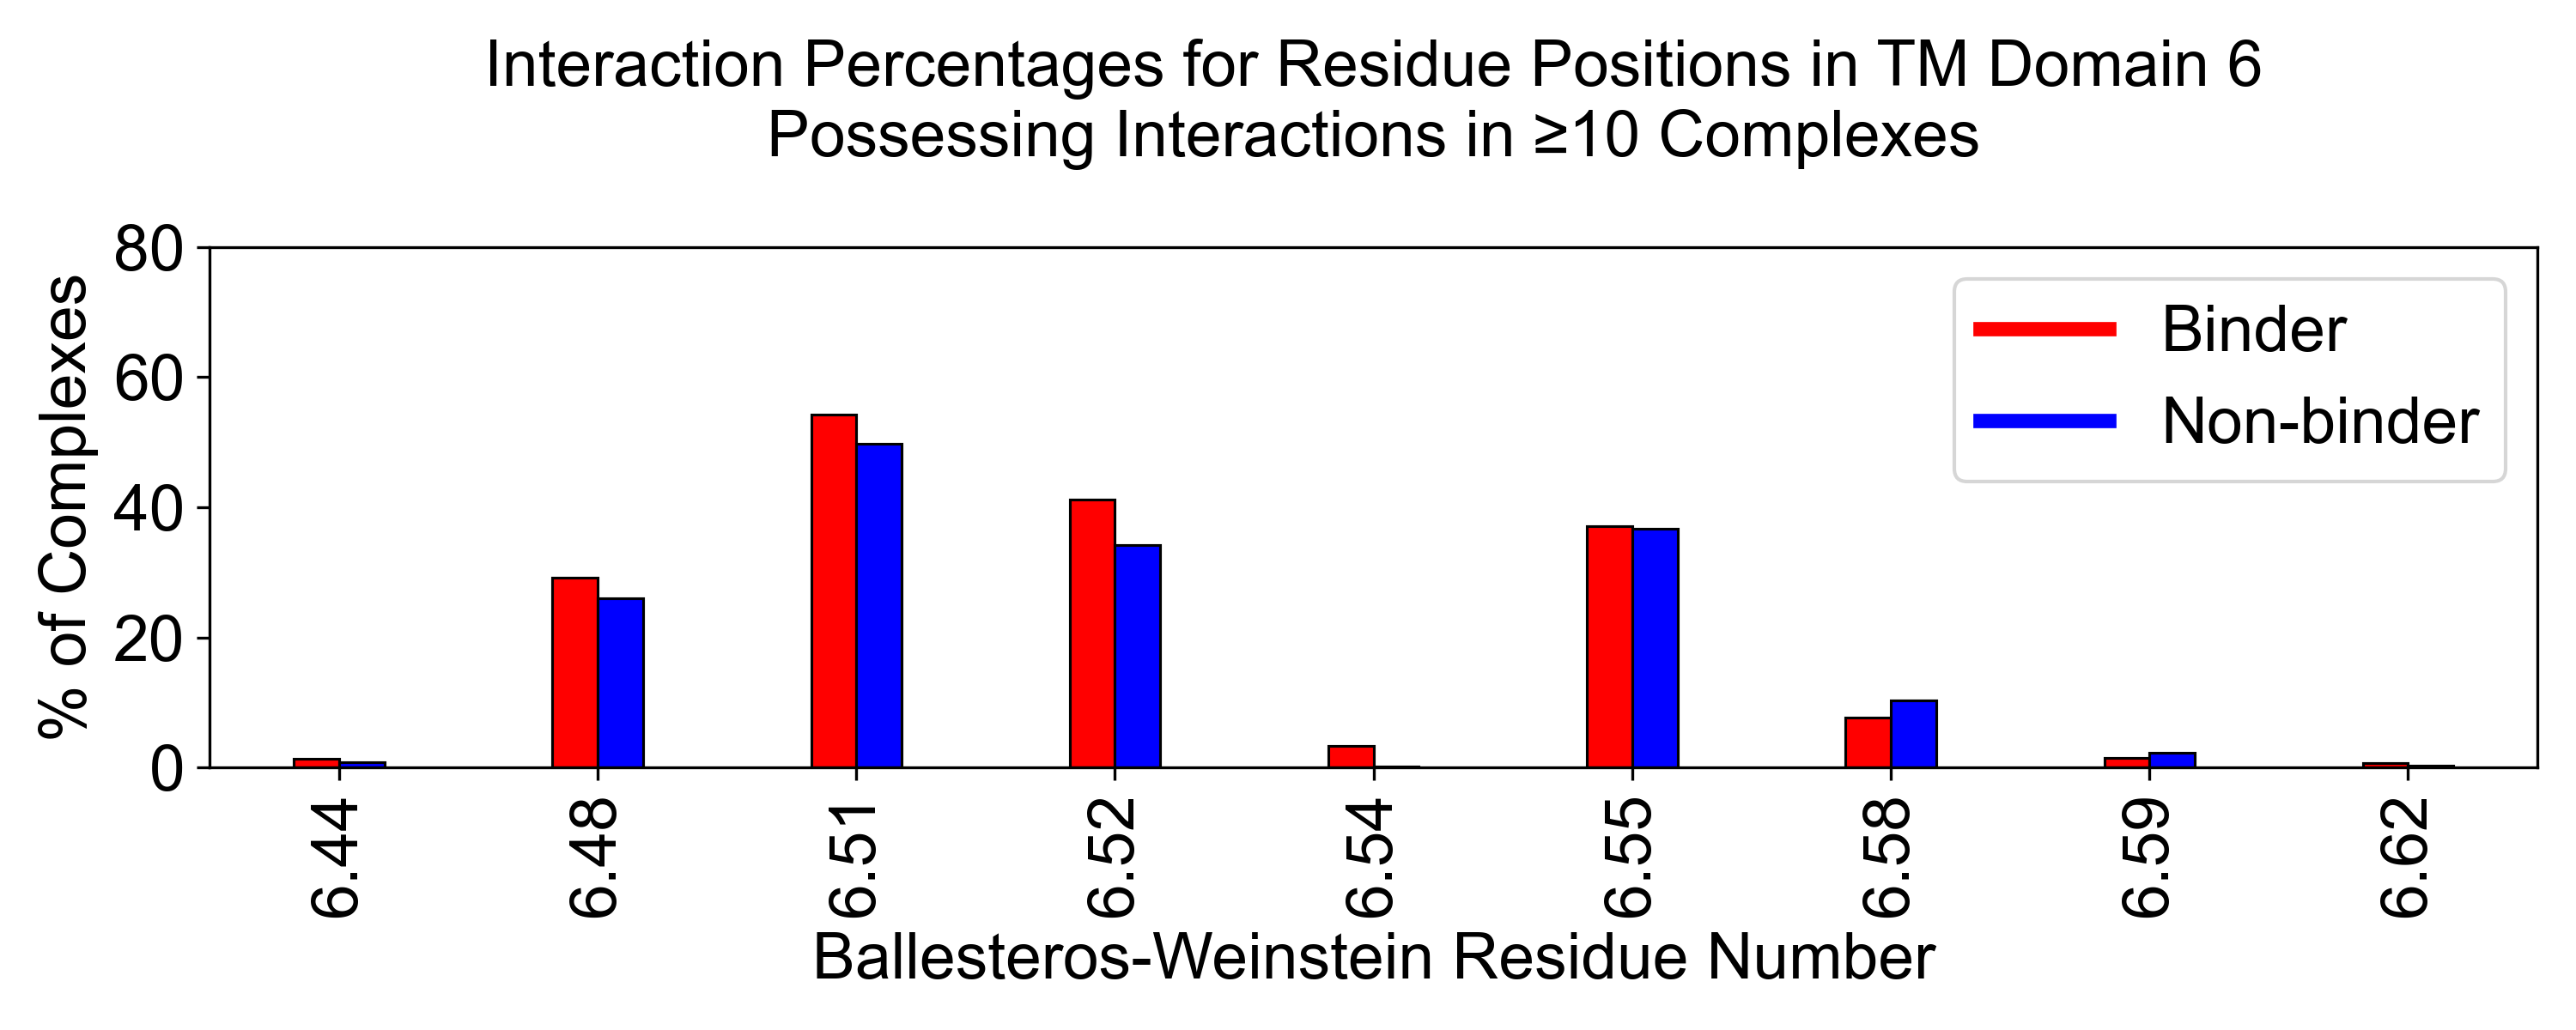 Interaction Percentages for Residue Positions in TM Domain 6
Possessing Interactions in ≥10 Complexes
80
60
40
20
0
% of Complexes
Binder
Non-binder
6.44
6.48
6.51
6.52
6.54
6.55
6.58
6.59
6.62
Ballesteros-Weinstein Residue Number